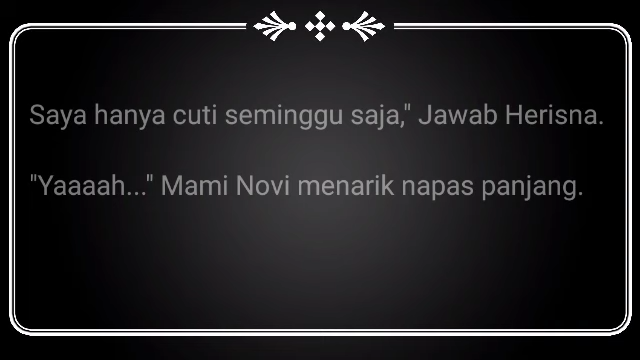 Saya hanya cuti seminggu saja," Jawab Herisna.
"Yaaaah..." Mami Novi menarik napas panjang.